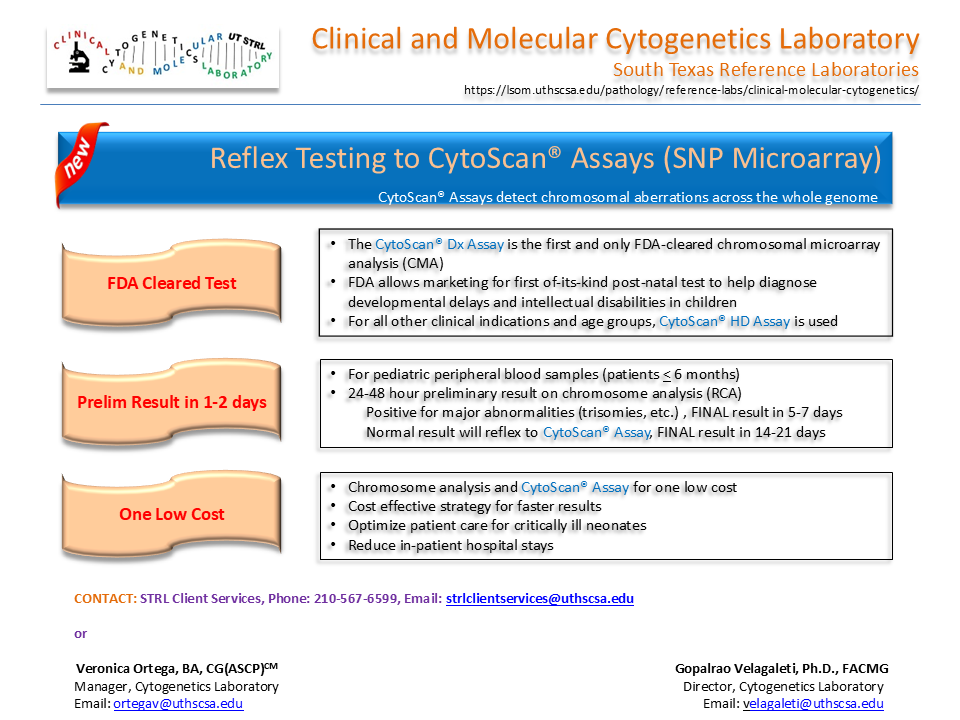 CLINICAL CYTOGENETICS AND MOLECULAR LABORATORY UT STRL
Clinical and Molecular Cytogenetics Laboratory
South Texas Reference Laboratories
https://lsom.uthscsa.edu/pathology/reference-labs/clinical-molecular-cytogenetics/
new
Reflex Testing to CytoScan® Assays (SNP Microarray)
CytoScan® Assays detect chromosomal aberrations across the whole genome
FDA Cleared Test
• The CytoScan® Dx Assay is the first and only FDA-cleared chromosomal microarray
analysis (CMA)
• FDA allows marketing for first of-its-kind post-natal test to help diagnose
developmental delays and intellectual disabilities in children
• For all other clinical indications and age groups, CytoScan® HD Assay is used
Prelim Result in 1-2 days
• For pediatric peripheral blood samples (patients < 6 months)
• 24-48 hour preliminary result on chromosome analysis (RCA)
Positive for major abnormalities (trisomies, etc.) , FINAL result in 5-7 days
Normal result will reflex to CytoScan® Assay, FINAL result in 14-21 days
One Low Cost
• Chromosome analysis and CytoScan® Assay for one low cost
• Cost effective strategy for faster results
• Optimize patient care for critically ill neonates
• Reduce in-patient hospital stays
CONTACT: STRL Client Services, Phone: 210-567-6599, Email: strlclientservices@uthscsa.edu
or
Veronica Ortega, BA, CG(ASCP)CM
Manager, Cytogenetics Laboratory
Email: ortegav@uthscsa.edu
Gopalrao Velagaleti, Ph.D., FACMG
Director, Cytogenetics Laboratory
Email: velagaleti@uthscsa.edu